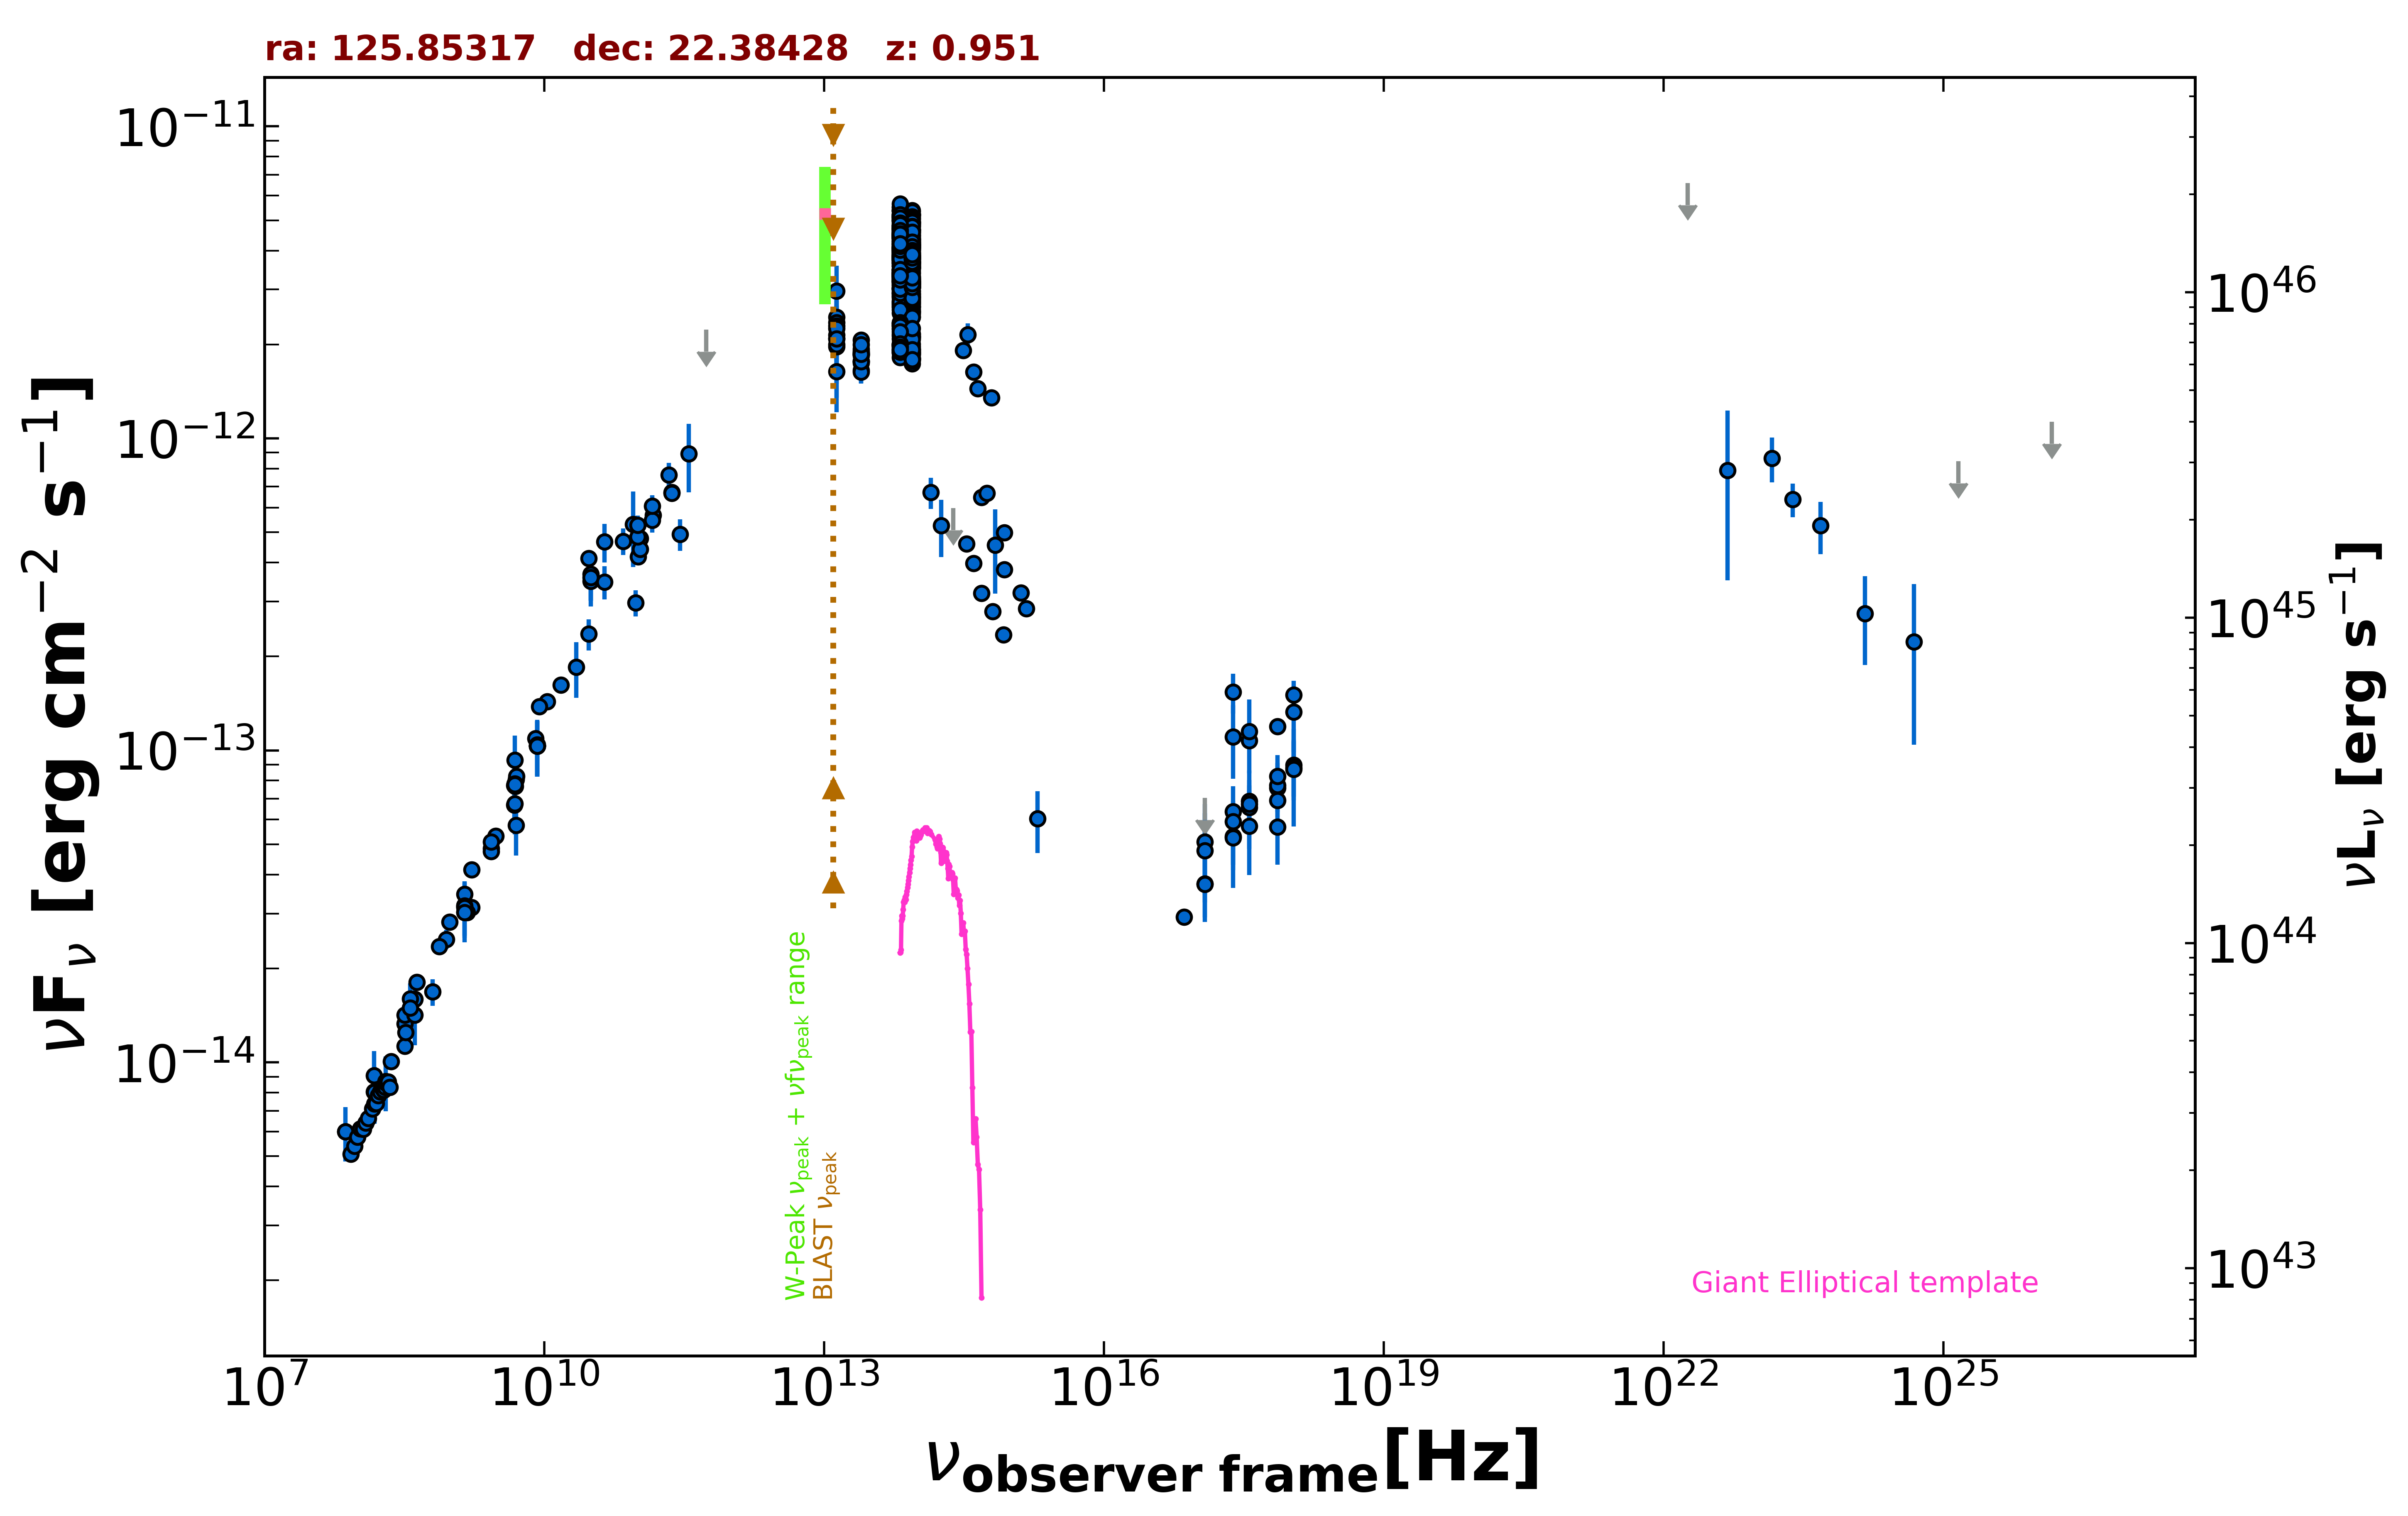 ra: 125.85317 dec: 22.38428 z: 0.951
νFν [erg cm−2 s−1]
10−11
10−12
10−13
10−14
1046
1045
1044
1043
νLν [erg s−1]
W-Peak νpeak + νfνpeak range
BLAST νpeak
Giant Elliptical template
107 1010 1013 1016 1019 1022 1025
νobserver frame[Hz]